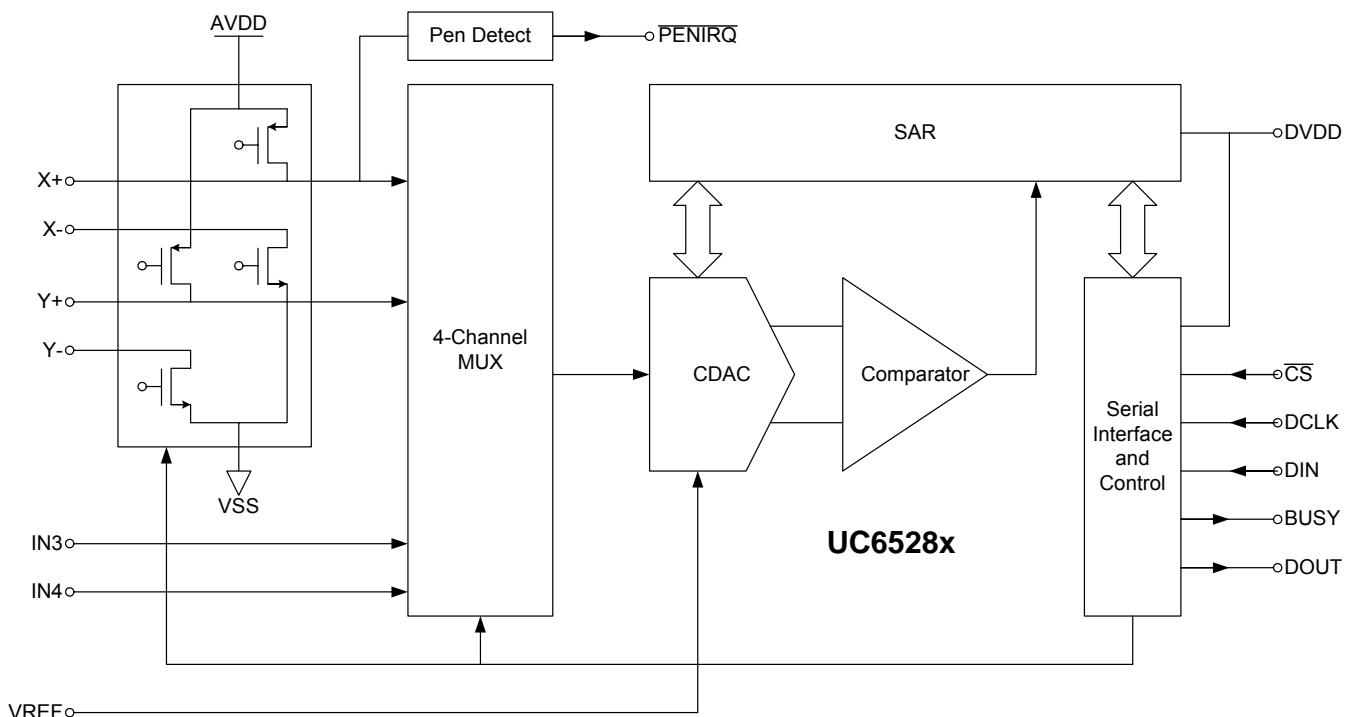 AVDD
Pen Detect
PENIRQ
SAR
DVDD
X+
X-
Y+
Y-
4-Channel
MUX
CDAC
Comparator
Serial
Interface
and
Control
CS
DCLK
DIN
BUSY
DOUT
VSS
UC6528x
IN3
IN4
VREF